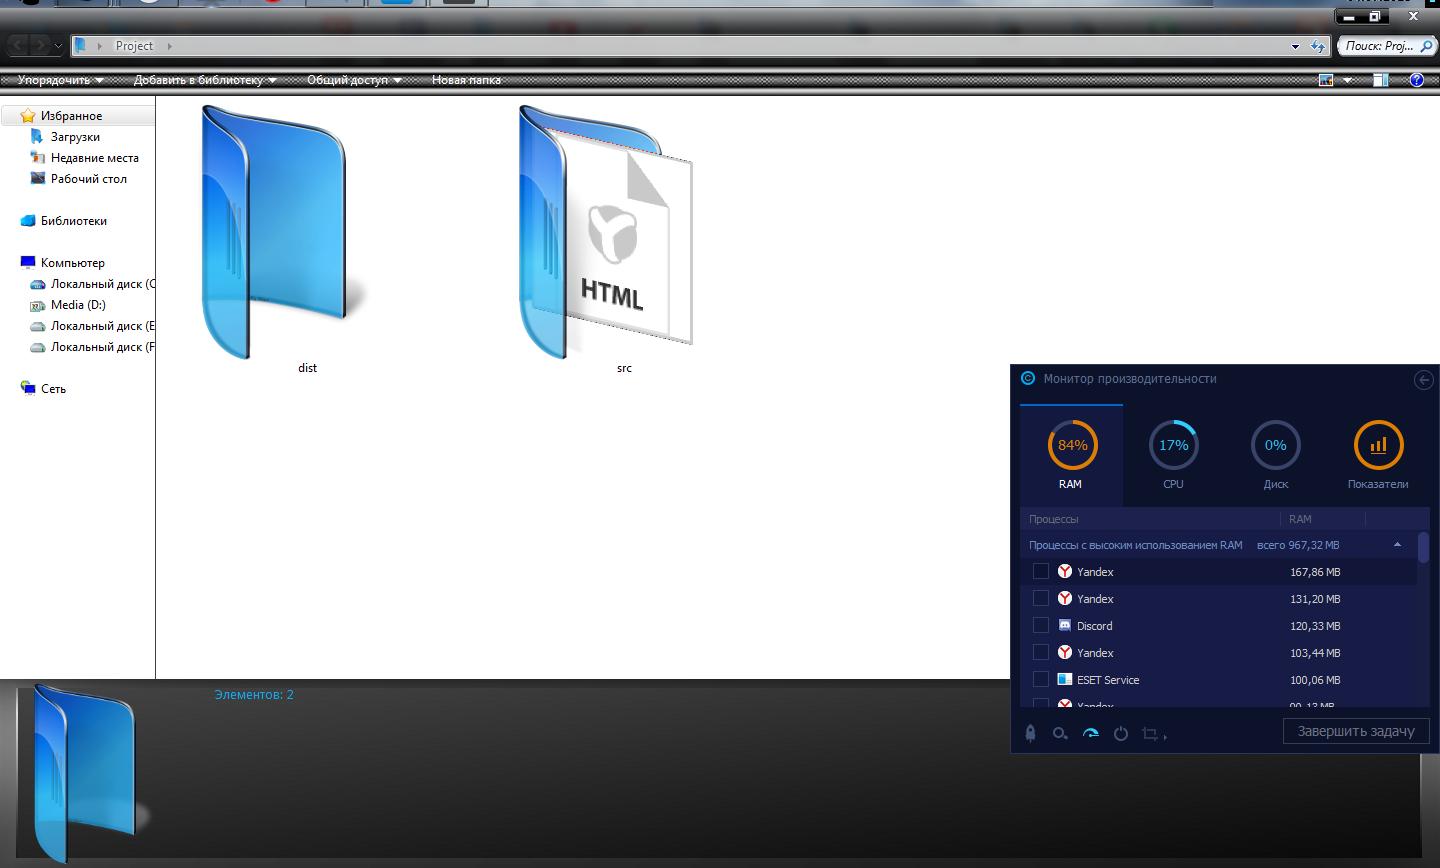 Project
Поиск: Proj...
Упорядочить
Добавить в библиотеку
Общий доступ
Новая папка
Избранное
Загрузки
Недавние места
Рабочий стол
Библиотеки
Компьютер
Локальный диск (C
Media (D:)
Локальный диск (E
Локальный диск (F
Сеть
HTML
dist
src
Элементов: 2
Монитор производительности
84%
17%
0%
RAM
CPU
Диск
Показатели
Процессы
RAM
Процессы с высоким использованием RAM всего 967,32 MB
Yandex 167,86 MB
Yandex 131,20 MB
Discord 120,33 MB
Yandex 103,44 MB
ESET Service 100,06 MB
Yandex
Завершить задачу